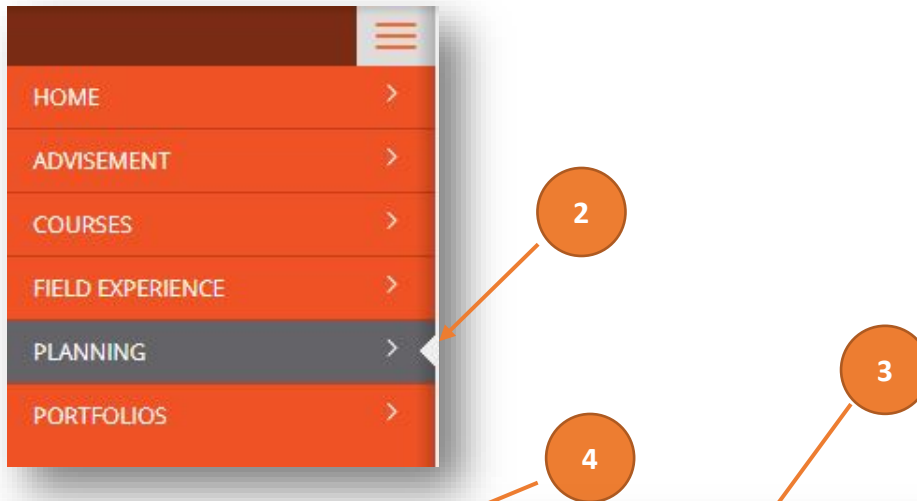 HOME
ADVISEMENT
COURSES
FIELD EXPERIENCE
PLANNING
PORTFOLIOS
2
3
4